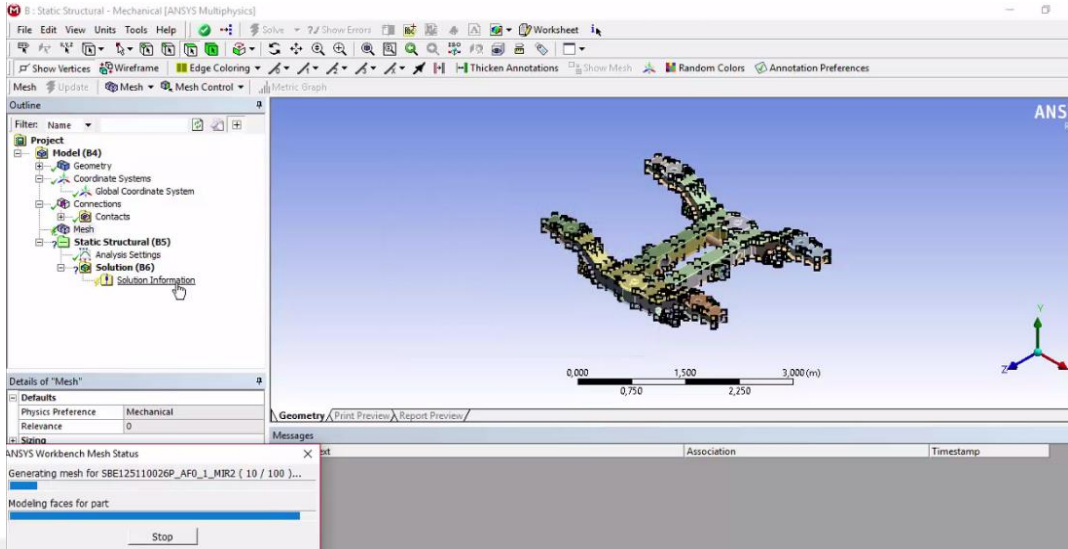 B : Static Structural - Mechanical [ANSYS Multiphysics]
File Edit View Units Tools Help Solve ?/ Show Errors Worksheet
Show Vertices Wireframe Edge Coloring Thicken Annotations Show Mesh Random Colors Annotation Preferences
Mesh Update Mesh Mesh Control Metric Graph
Outline
Filter: Name
Project
Model (B4)
Geometry
Coordinate Systems
Global Coordinate System
Connections
Contacts
Mesh
Static Structural (B5)
Analysis Settings
Solution (B6)
Solution Information
ANS
Y
Z
0,000 1,500 3,000 (m)
0,750 2,250
Details of "Mesh"
Defaults
Physics Preference Mechanical
Relevance 0
Sizing
Geometry Print Preview Report Preview
Messages
ext Association Timestamp
ANSYS Workbench Mesh Status
Generating mesh for SBE125110026P_AF0_1_MIR2 ( 10 / 100 )...
Modeling faces for part
Stop